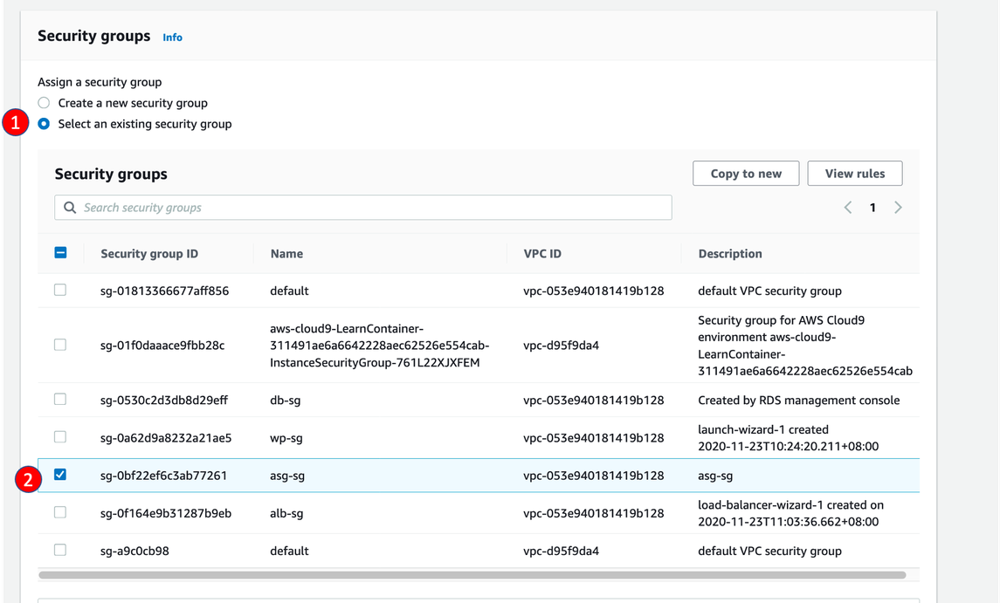 Security groups Info
Assign a security group
Create a new security group
1 Select an existing security group
Security groups Copy to new View rules
Search security groups 1
Security group ID Name VPC ID Description
sg-01813366677aff856 default vpc-053e940181419b128 default VPC security group
sg-01f0daaace9fbb28c aws-cloud9-LearnContainer- vpc-d95f9da4 Security group for AWS Cloud9
311491ae6a6642228aec62526e554cab- environment aws-cloud9-
InstanceSecurityGroup-761L22XJXFEM LearnContainer-
311491ae6a6642228aec62526e554cab
sg-0530c2d3db8d29eff db-sg vpc-053e940181419b128 Created by RDS management console
sg-0a62d9a8232a21ae5 wp-sg vpc-053e940181419b128 launch-wizard-1 created
2020-11-23T10:24:20.211+08:00
2 sg-0bf22ef6c3ab77261 asg-sg vpc-053e940181419b128 asg-sg
sg-0f164e9b31287b9eb alb-sg vpc-053e940181419b128 load-balancer-wizard-1 created on
2020-11-23T11:03:36.662+08:00
sg-a9c0cb98 default vpc-d95f9da4 default VPC security group